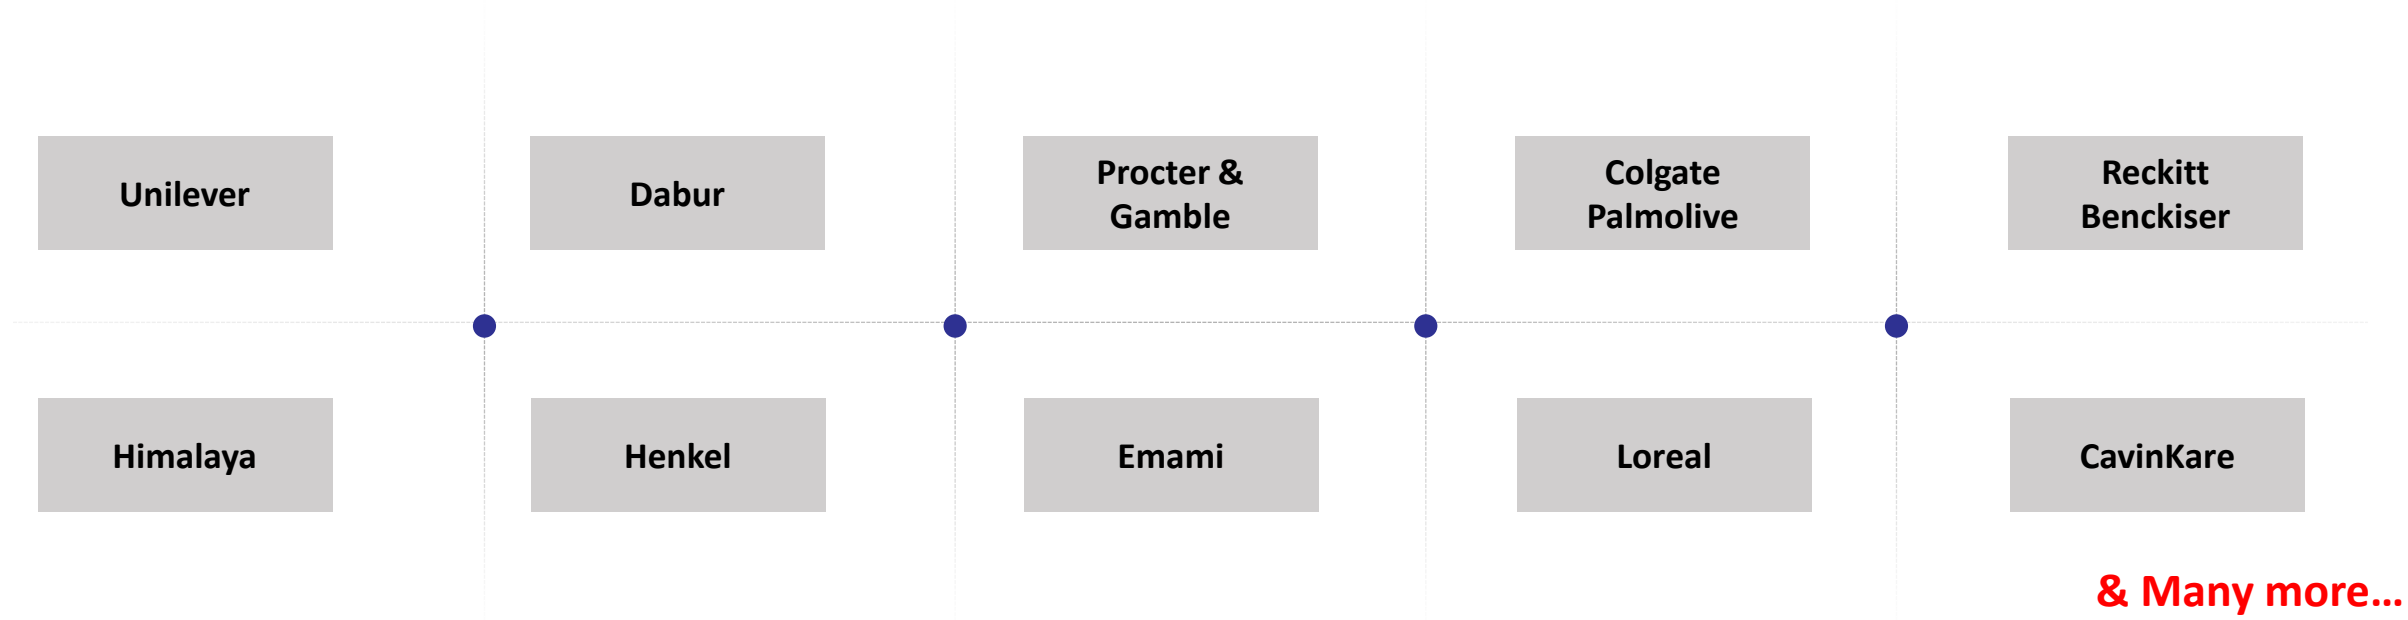 Unilever
Dabur
Procter &
Gamble
Colgate
Palmolive
Reckitt
Benckiser
Himalaya
Henkel
Emami
Loreal
CavinKare
& Many more...